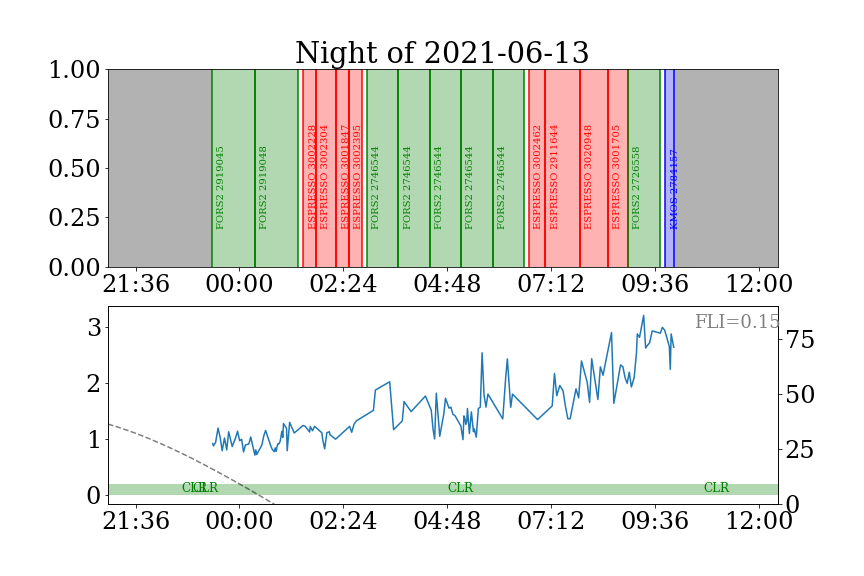 Night of 2021-06-13
1.00
0.75
0.50
0.25
0.00
FORS2 2919045
FORS2 2919048
ESPRESSO 3002228
ESPRESSO 3002304
ESPRESSO 3001847
ESPRESSO 3002395
FORS2 2746544
FORS2 2746544
FORS2 2746544
FORS2 2746544
FORS2 2746544
ESPRESSO 3002462
ESPRESSO 2911644
ESPRESSO 3020948
ESPRESSO 3001705
FORS2 2726558
KMOS 2784157
21:36 00:00 02:24 04:48 07:12 09:36 12:00
FLI=0.15
3
2
1
0
75
50
25
0
CLR CLR CLR CLR
21:36 00:00 02:24 04:48 07:12 09:36 12:00